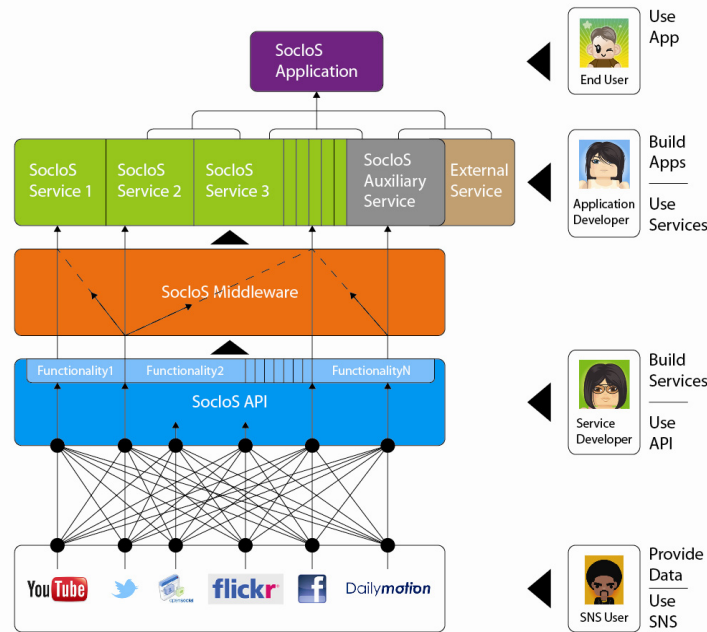 SocIoS
Application
Use
App
End User
SocIoS
Service 1
SocIoS
Service 2
SocIoS
Service 3
SocIoS
Auxiliary
Service
External
Service
Build
Apps
Application
Developer
Use
Services
SocIoS Middleware
Functionality1
Functionality2
FunctionalityN
SocIoS API
Build
Services
Service
Developer
Use
API
YouTube
opensocial
flickr
f
Dailymotion
Provide
Data
SNS User
Use
SNS